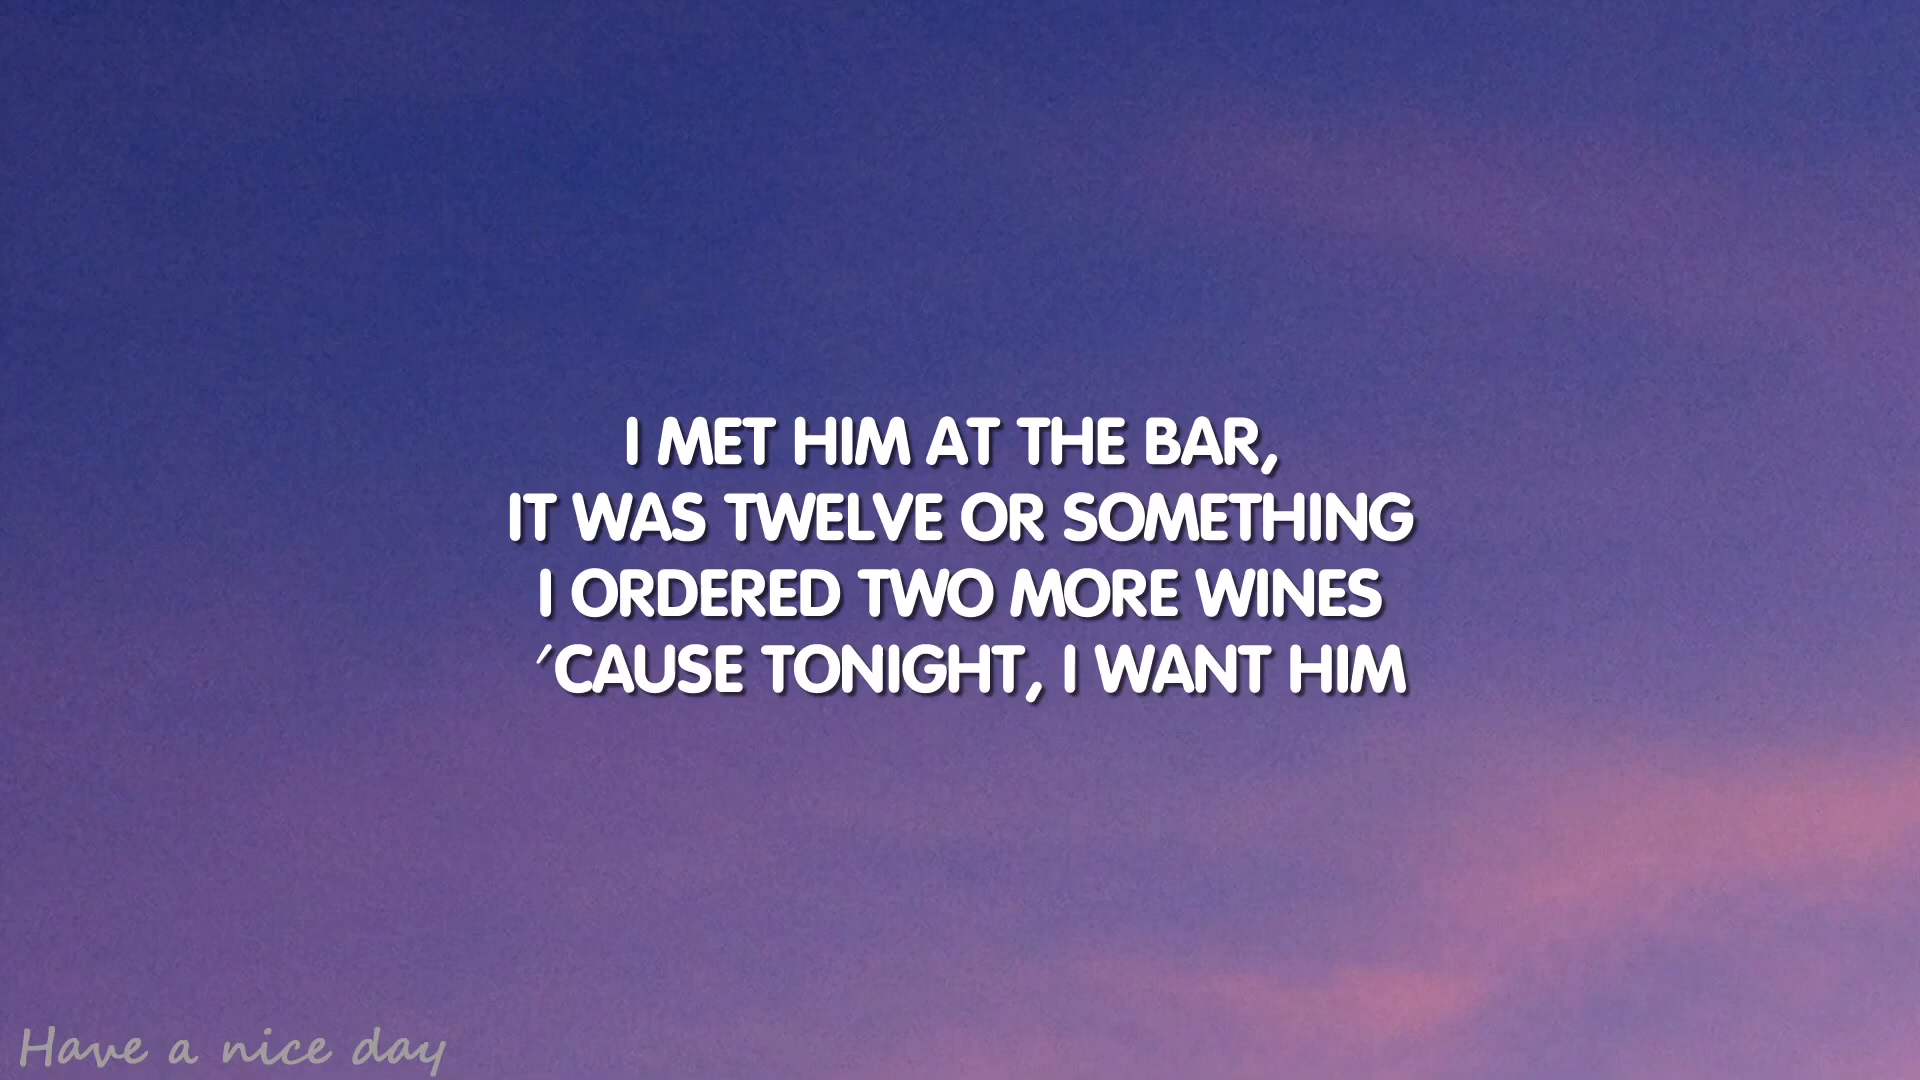 I MET HIM AT THE BAR,
IT WAS TWELVE OR SOMETHING
I ORDERED TWO MORE WINES
'CAUSE TONIGHT, I WANT HIM
Have a nice day